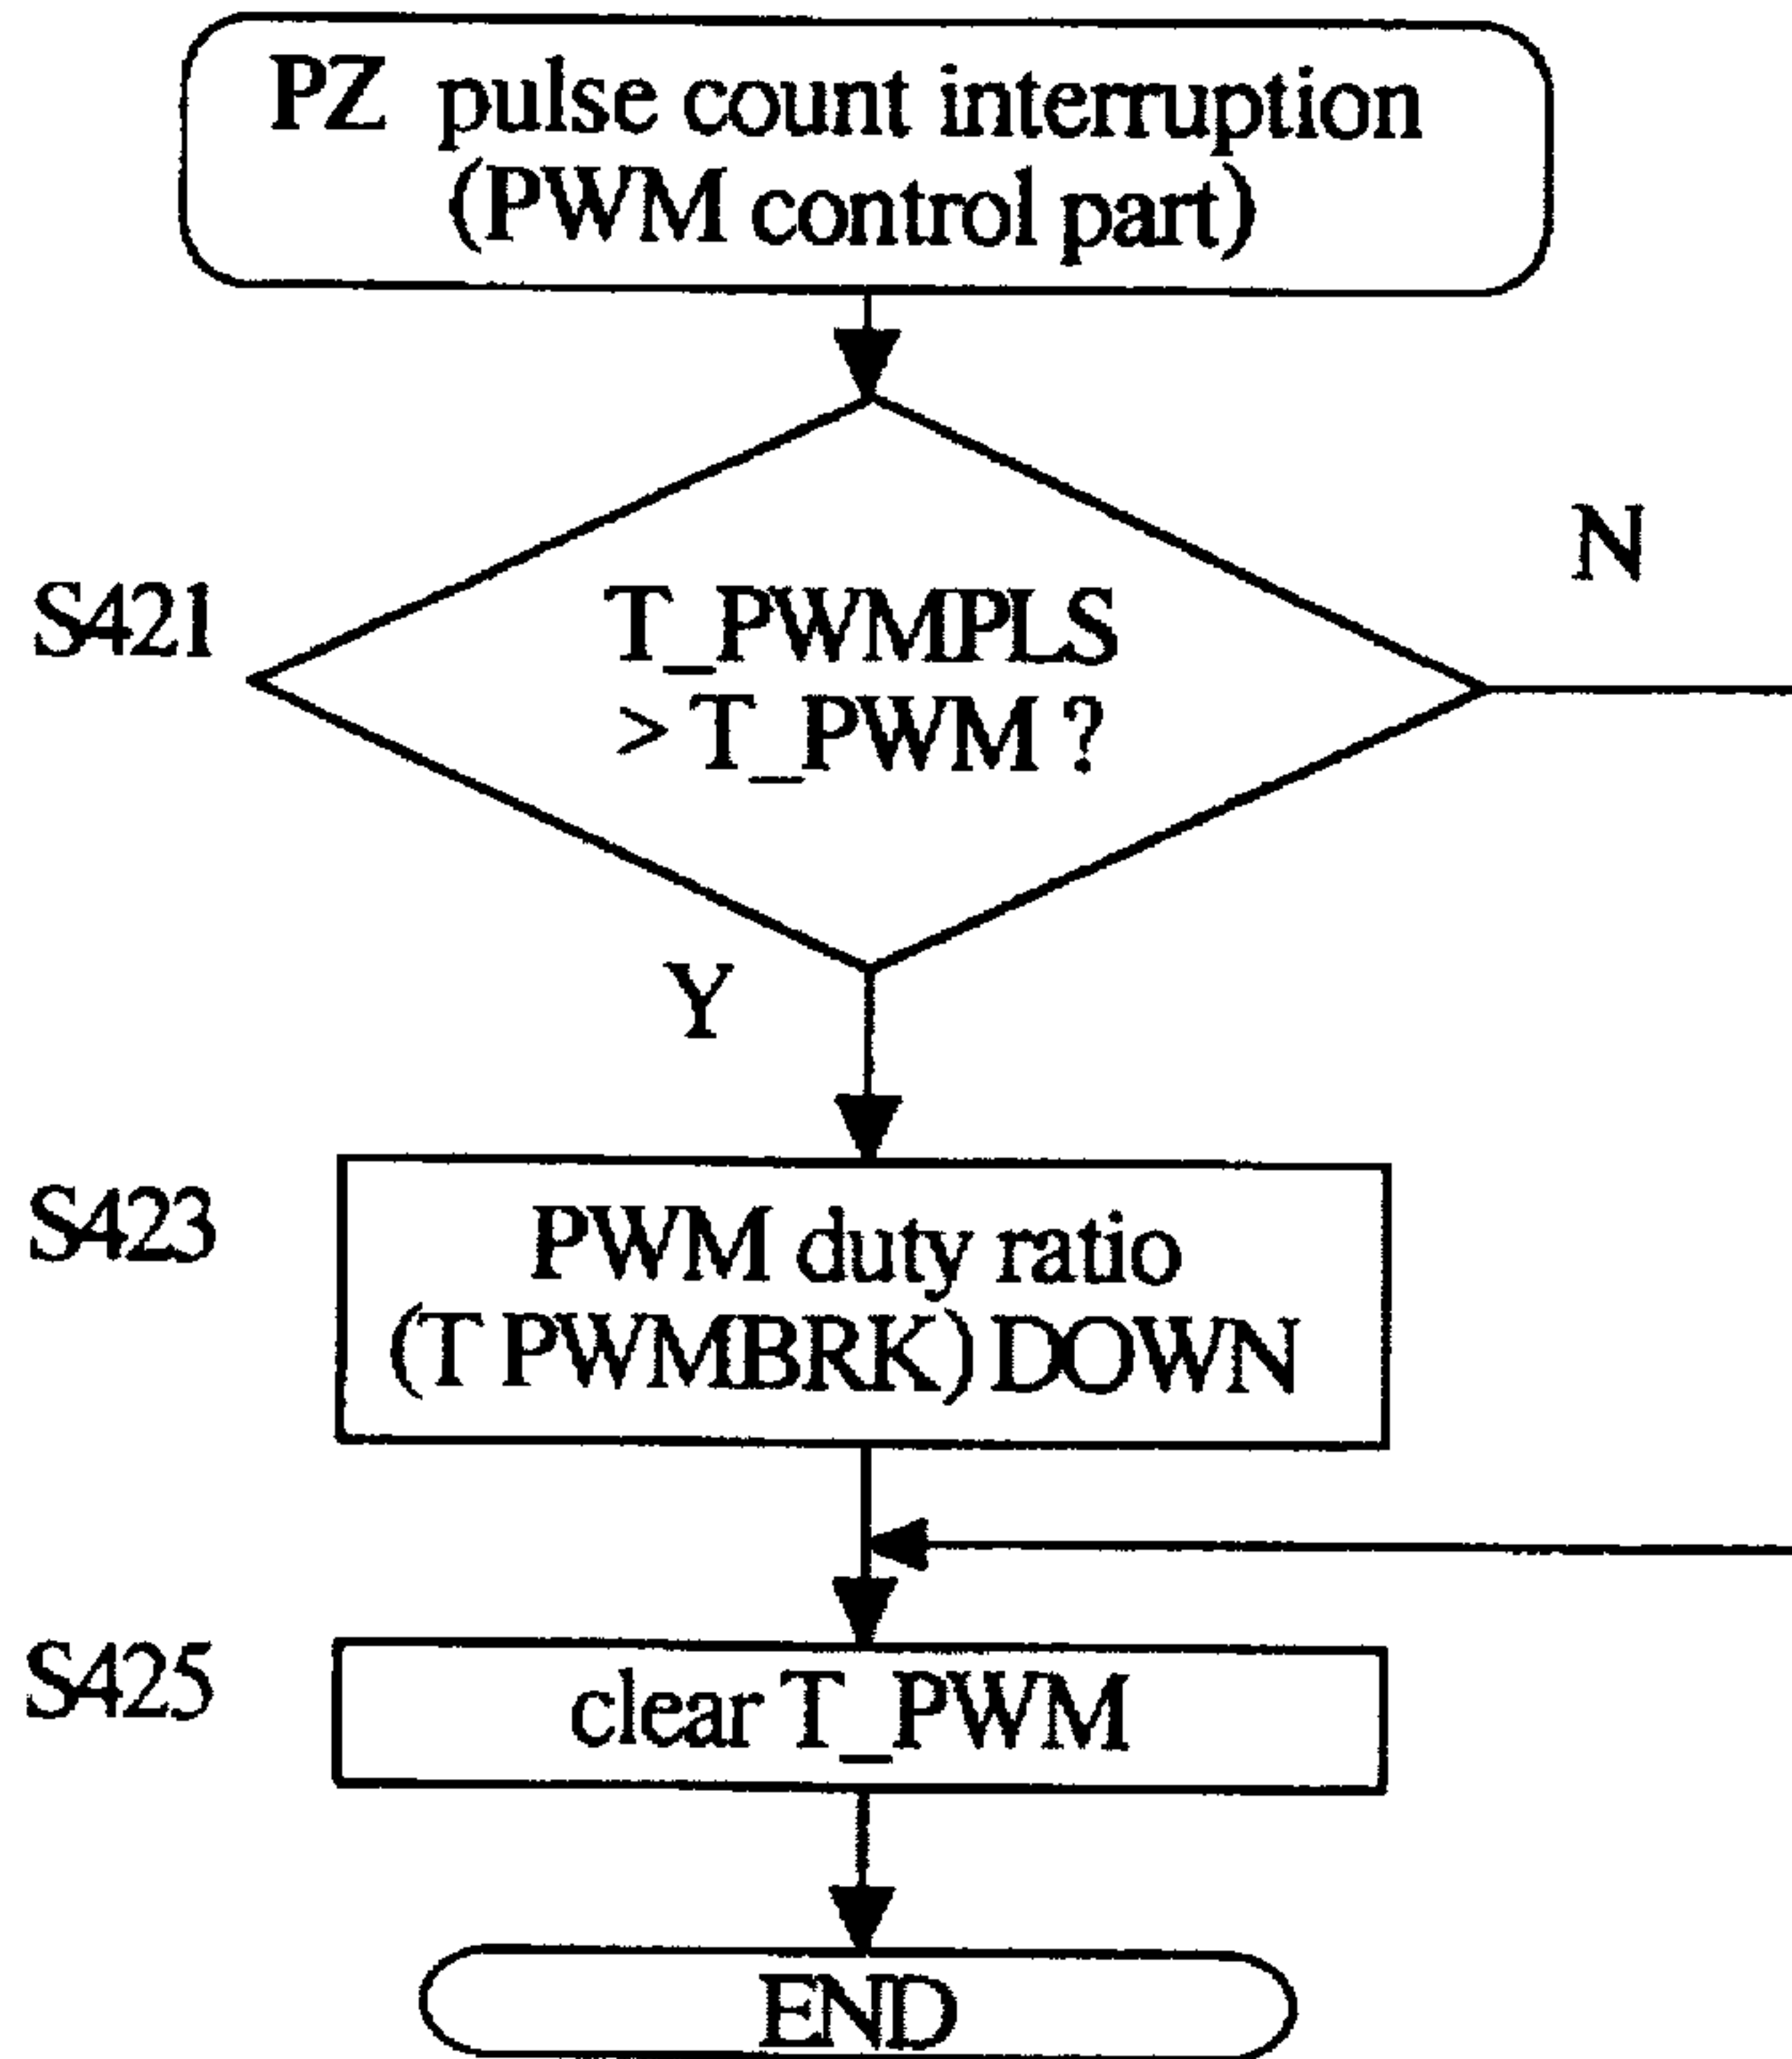 PZ pulse count interruption
(PWM control part)
N
S421
T_PWMPLS
> T_PWM ?
Y
S423
PWM duty ratio
(T PWMBRK) DOWN
S425
clear T_PWM
END